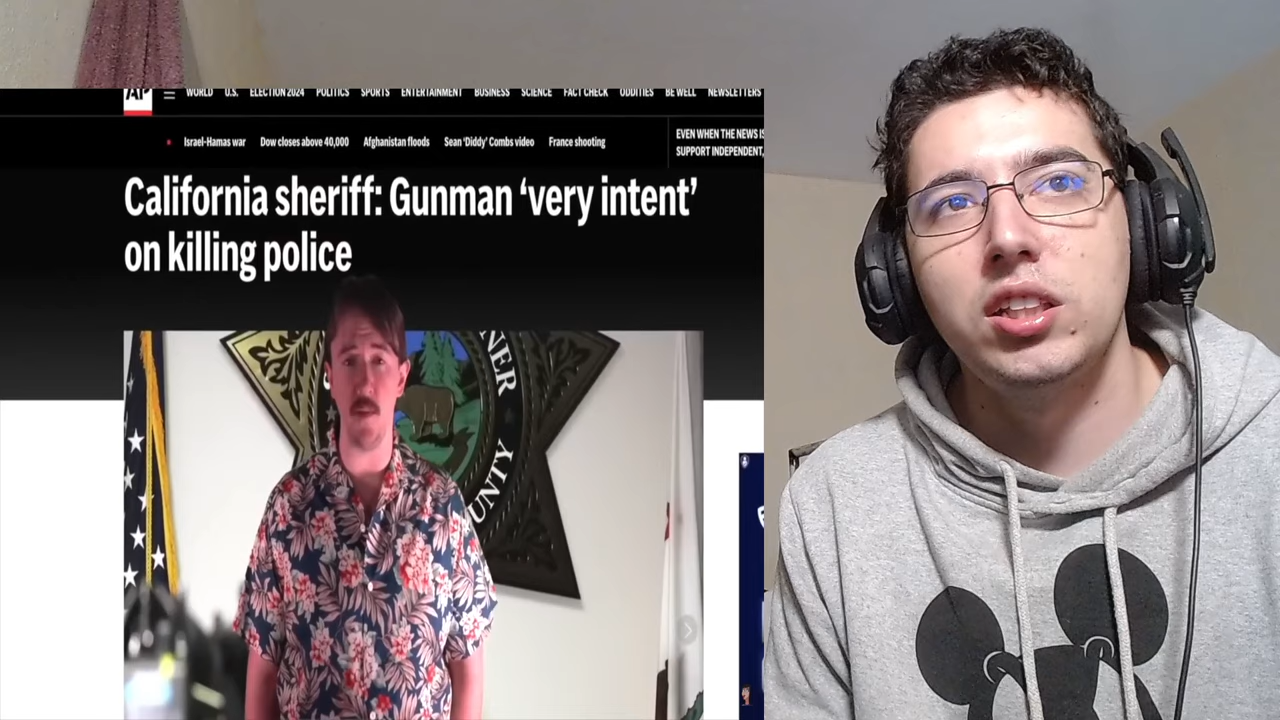 AP
WORLD U.S. ELECTION 2024 POLITICS SPORTS ENTERTAINMENT BUSINESS SCIENCE FACT CHECK ODDITIES BE WELL NEWSLETTERS
Israel-Hamas war Dow closes above 40,000 Afghanistan floods Sean ‘Diddy’ Combs video France shooting
EVEN WHEN THE NEWS IS
SUPPORT INDEPENDENT,
California sheriff: Gunman ‘very intent’
on killing police
NER
UNTY